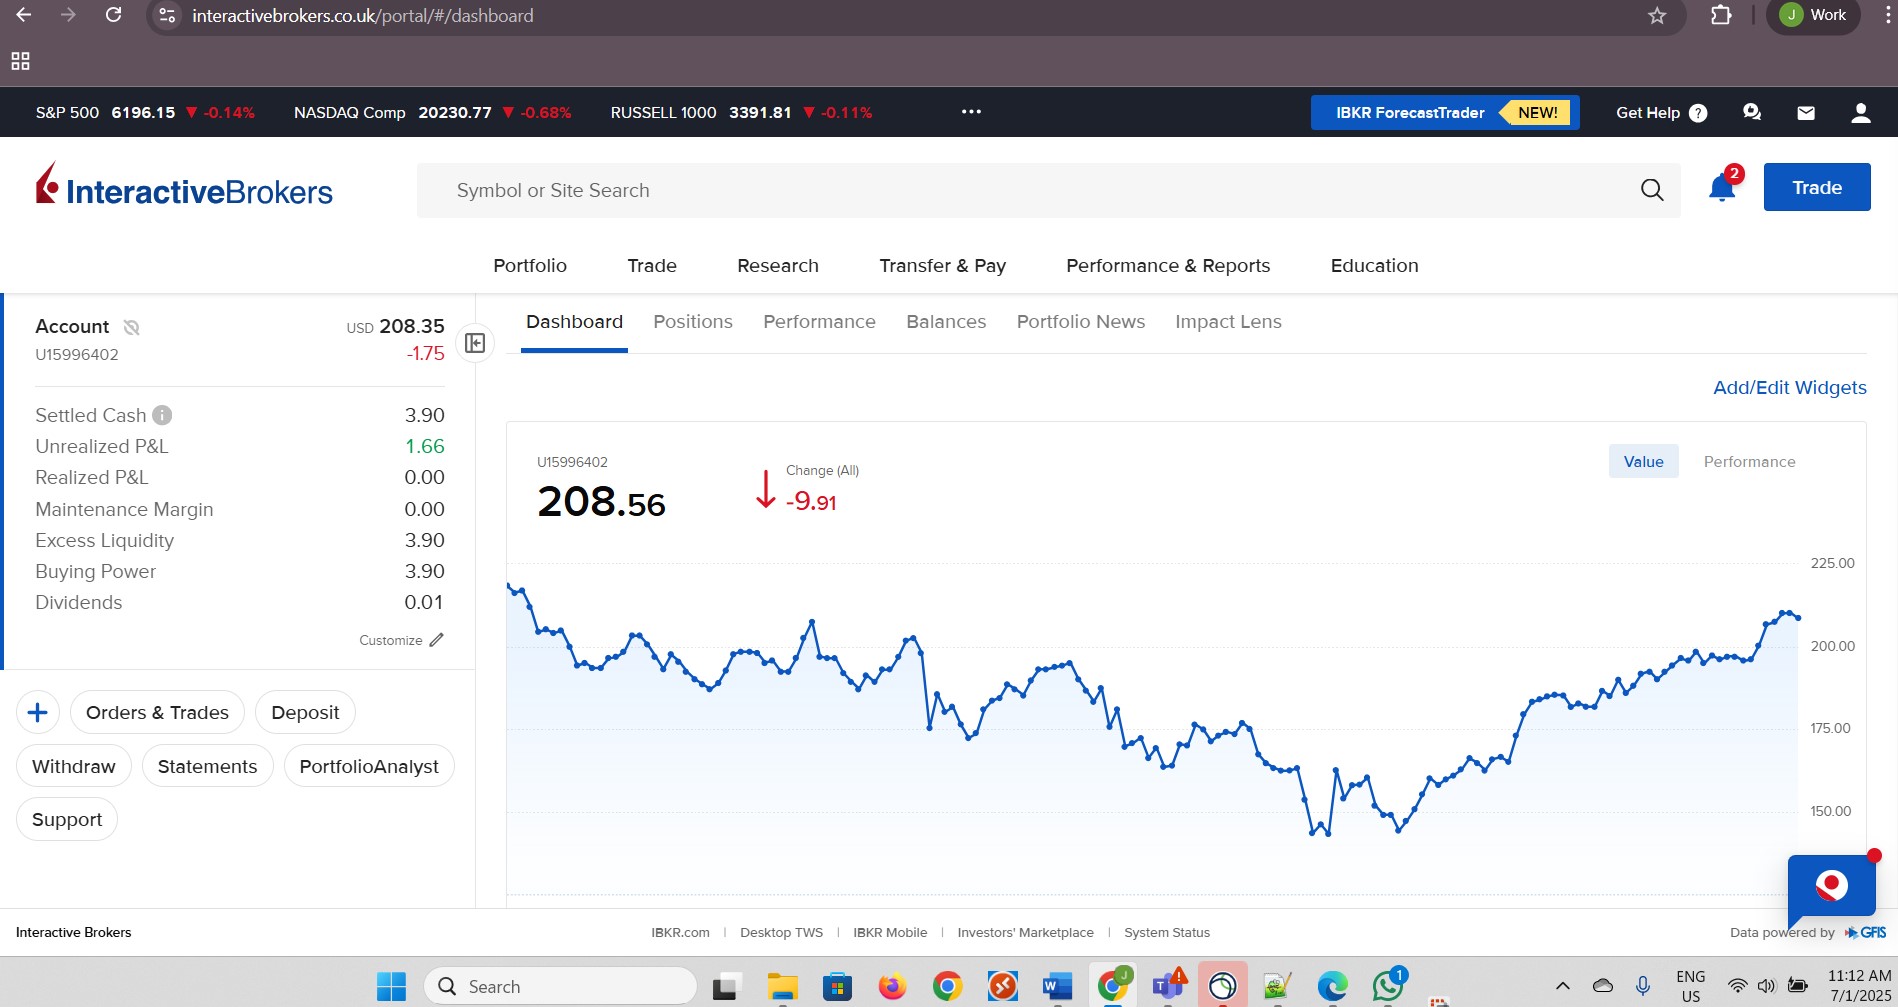 interactivebrokers.co.uk/portal/#/dashboard
J Work
S&P 500 6196.15 ▼ -0.14% NASDAQ Comp 20230.77 ▼ -0.68% RUSSELL 1000 3391.81 ▼ -0.11% ••• IBKR ForecastTrader NEW! Get Help ?
InteractiveBrokers
Symbol or Site Search
2
Trade
Portfolio Trade Research Transfer & Pay Performance & Reports Education
Account USD 208.35
U15996402 -1.75
Settled Cash i 3.90
Unrealized P&L 1.66
Realized P&L 0.00
Maintenance Margin 0.00
Excess Liquidity 3.90
Buying Power 3.90
Dividends 0.01
Customize
+ Orders & Trades Deposit
Withdraw Statements PortfolioAnalyst
Support
Dashboard Positions Performance Balances Portfolio News Impact Lens
Add/Edit Widgets
U15996402
208.56
Change (All)
-9.91
Value Performance
225.00
200.00
175.00
150.00
Interactive Brokers IBKR.com | Desktop TWS | IBKR Mobile | Investors' Marketplace | System Status Data powered by GFIS
Search
W
J
T
1
ENG
US
11:12 AM
7/1/2025